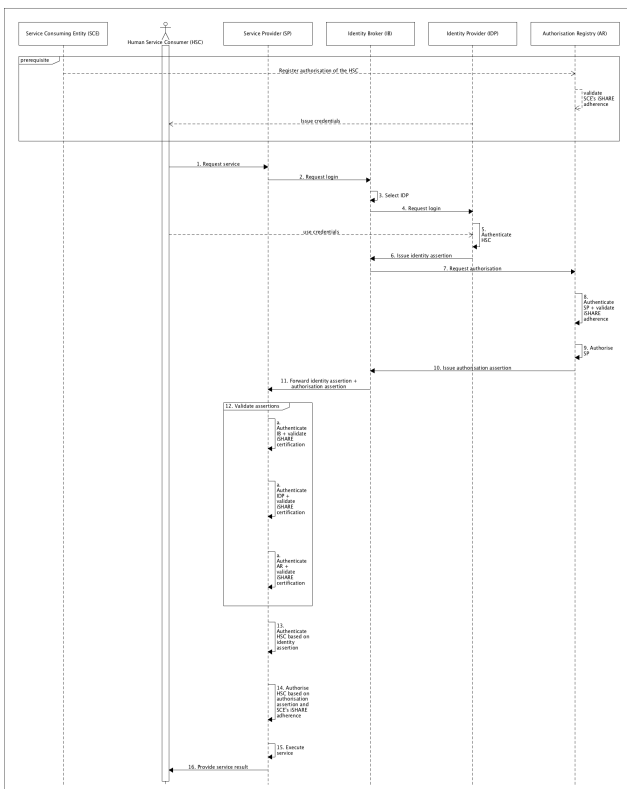 Service Consuming Entity (SCE)
Human Service Consumer (HSC)
Service Provider (SP)
Identity Broker (IB)
Identity Provider (IDP)
Authorisation Registry (AR)
prerequisite
Register authorisation of the HSC
validate
SCE's iSHARE
adherence
Issue credentials
1. Request service
2. Request login
3. Select IDP
4. Request login
use credentials
5.
Authenticate
HSC
6. Issue identity assertion
7. Request authorisation
8.
Authenticate
SP + validate
iSHARE
adherence
9. Authorise
SP
10. Issue authorisation assertion
11. Forward identity assertion +
authorisation assertion
12. Validate assertions
a.
Authenticate
IB + validate
iSHARE
certification
a.
Authenticate
IDP +
validate
iSHARE
certification
a.
Authenticate
AR +
validate
iSHARE
certification
13.
Authenticate
HSC based on
identity
assertion
14. Authorise
HSC based on
authorisation
assertion and
SCE's iSHARE
adherence
15. Execute
service
16. Provide service result